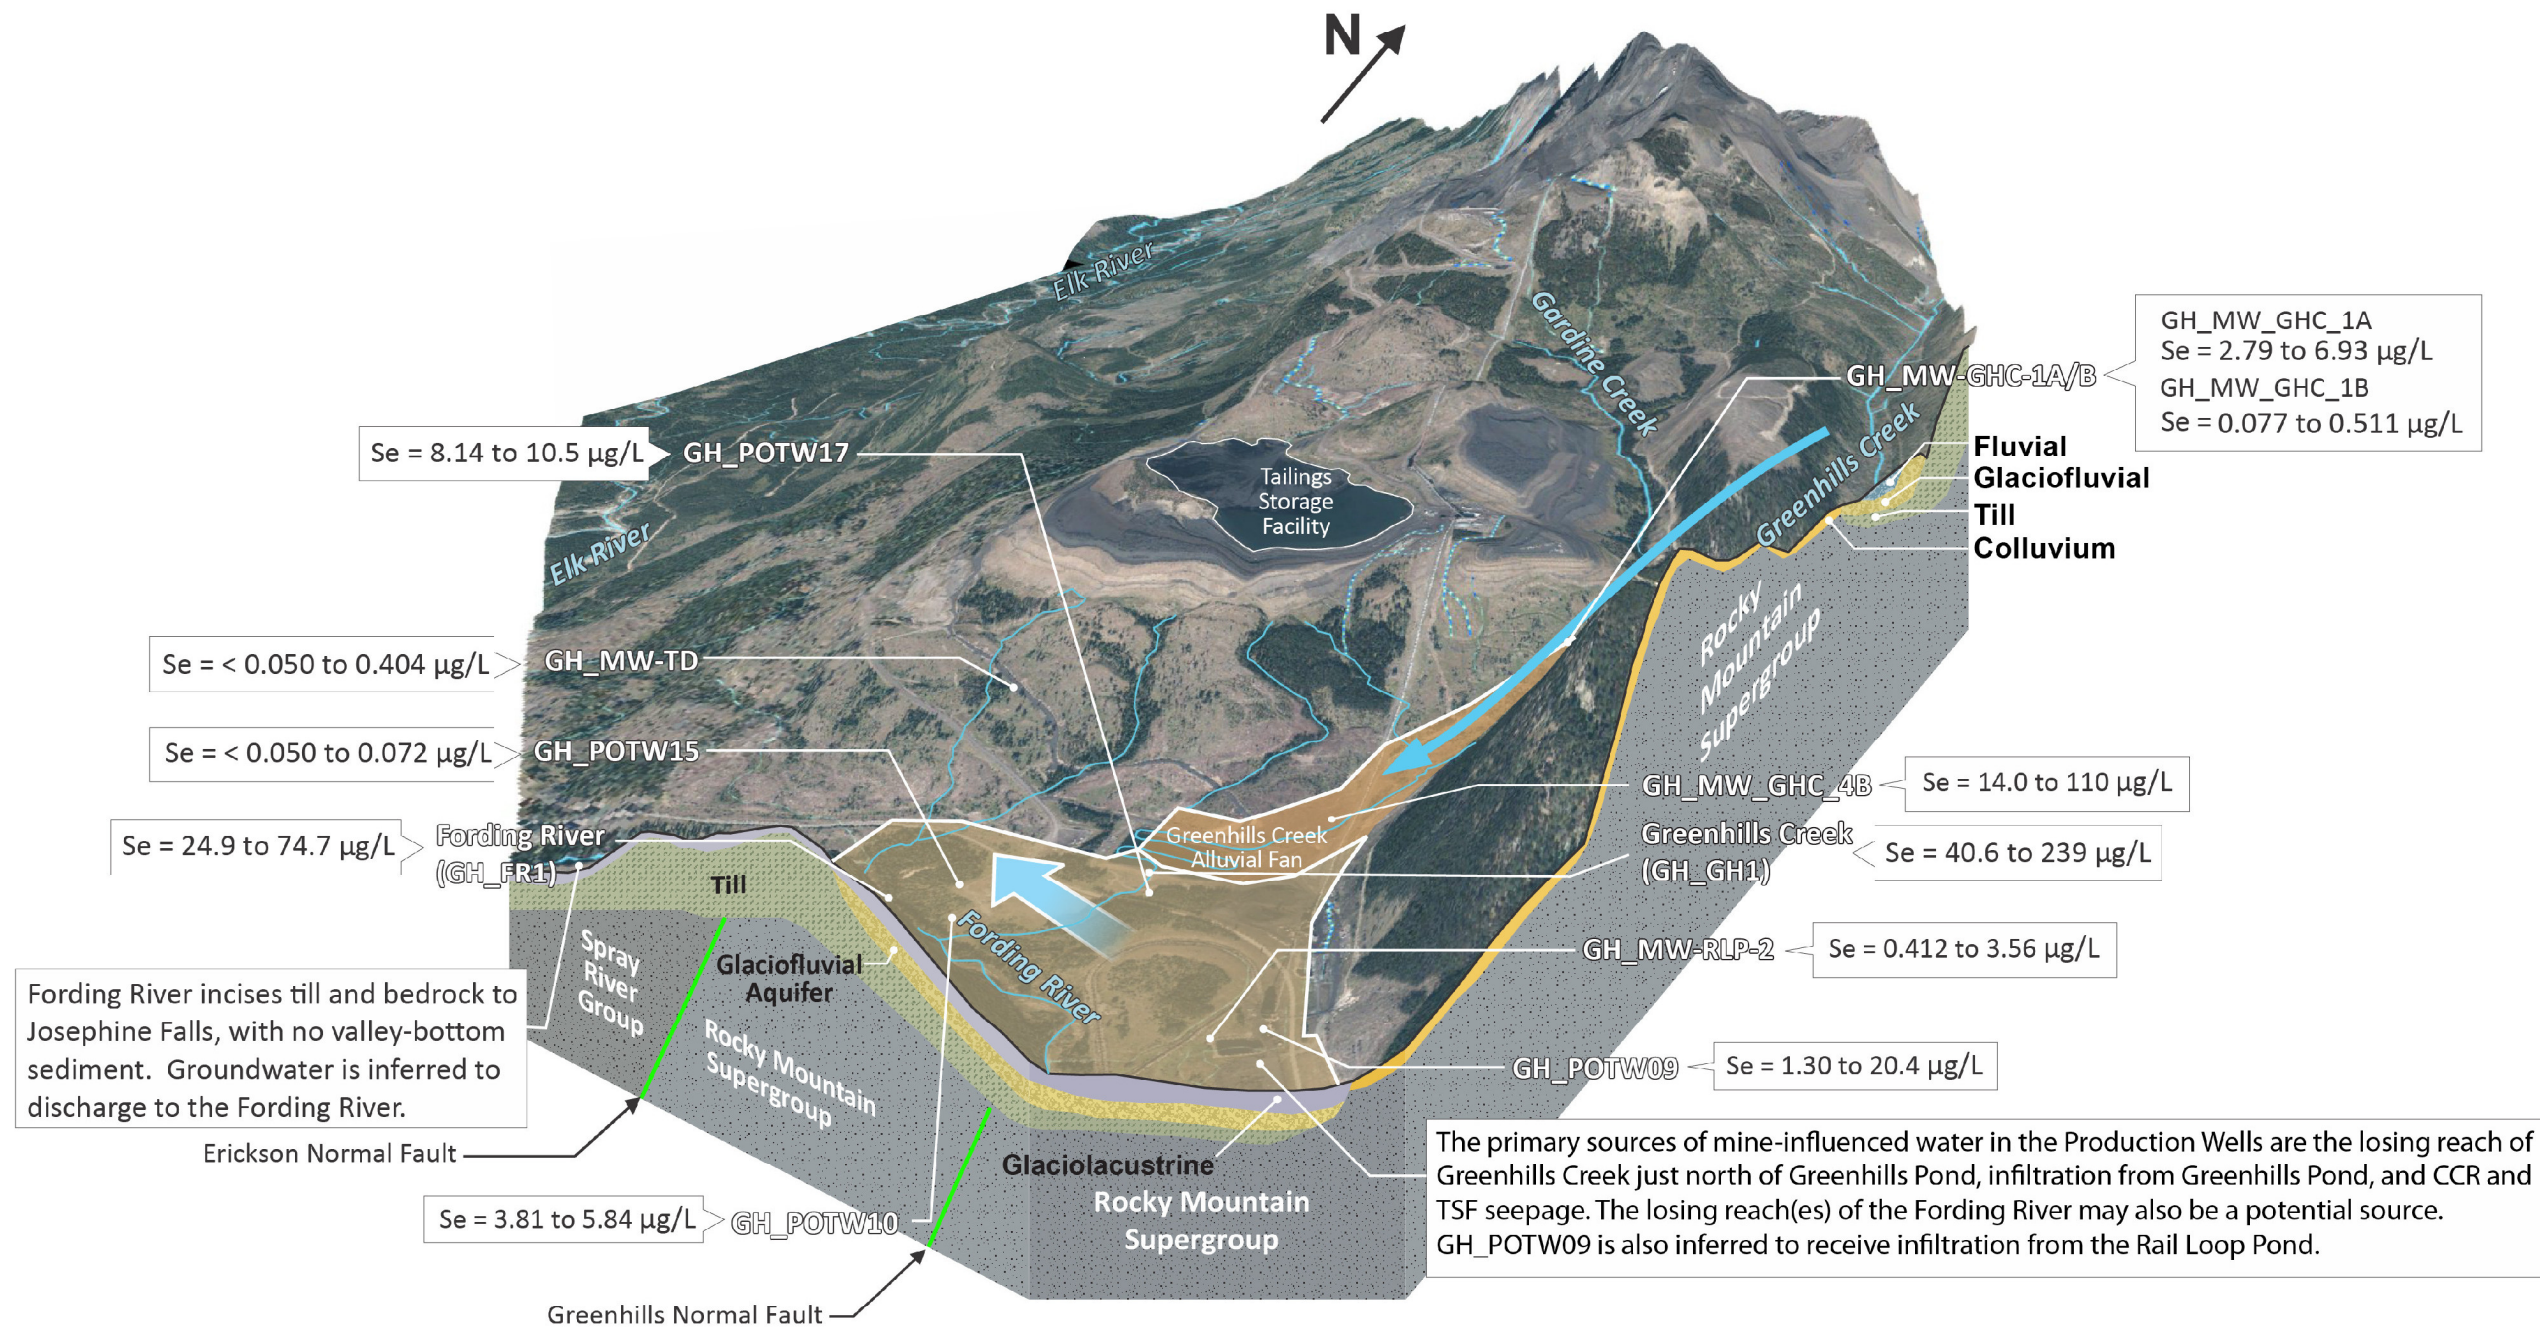 N
Elk River
Gardine Creek
GH_MW_GHC_1A
Se = 2.79 to 6.93 µg/L
GH_MW_GHC_1B
Se = 0.077 to 0.511 µg/L
GH_MW-GHC-1A/B
Greenhills Creek
Fluvial
Glaciofluvial
Till
Colluvium
Se = 8.14 to 10.5 µg/L
GH_POTW17
Tailings
Storage
Facility
Elk River
Rocky
Mountain
Supergroup
Se = < 0.050 to 0.404 µg/L
GH_MW-TD
Se = < 0.050 to 0.072 µg/L
GH_POTW15
GH_MW_GHC_4B
Se = 14.0 to 110 µg/L
Se = 24.9 to 74.7 µg/L
Fording River
(GH_FR1)
Greenhills Creek
Alluvial Fan
Greenhills Creek
(GH_GH1)
Se = 40.6 to 239 µg/L
Till
Fording River
Spray
River
Group
Glaciofluvial
Aquifer
GH_MW-RLP-2
Se = 0.412 to 3.56 µg/L
Fording River incises till and bedrock to
Josephine Falls, with no valley-bottom
sediment. Groundwater is inferred to
discharge to the Fording River.
Rocky Mountain
Supergroup
GH_POTW09
Se = 1.30 to 20.4 µg/L
Erickson Normal Fault
Glaciolacustrine
Rocky Mountain
Supergroup
The primary sources of mine-influenced water in the Production Wells are the losing reach of
Greenhills Creek just north of Greenhills Pond, infiltration from Greenhills Pond, and CCR and
TSF seepage. The losing reach(es) of the Fording River may also be a potential source.
GH_POTW09 is also inferred to receive infiltration from the Rail Loop Pond.
Se = 3.81 to 5.84 µg/L
GH_POTW10
Greenhills Normal Fault